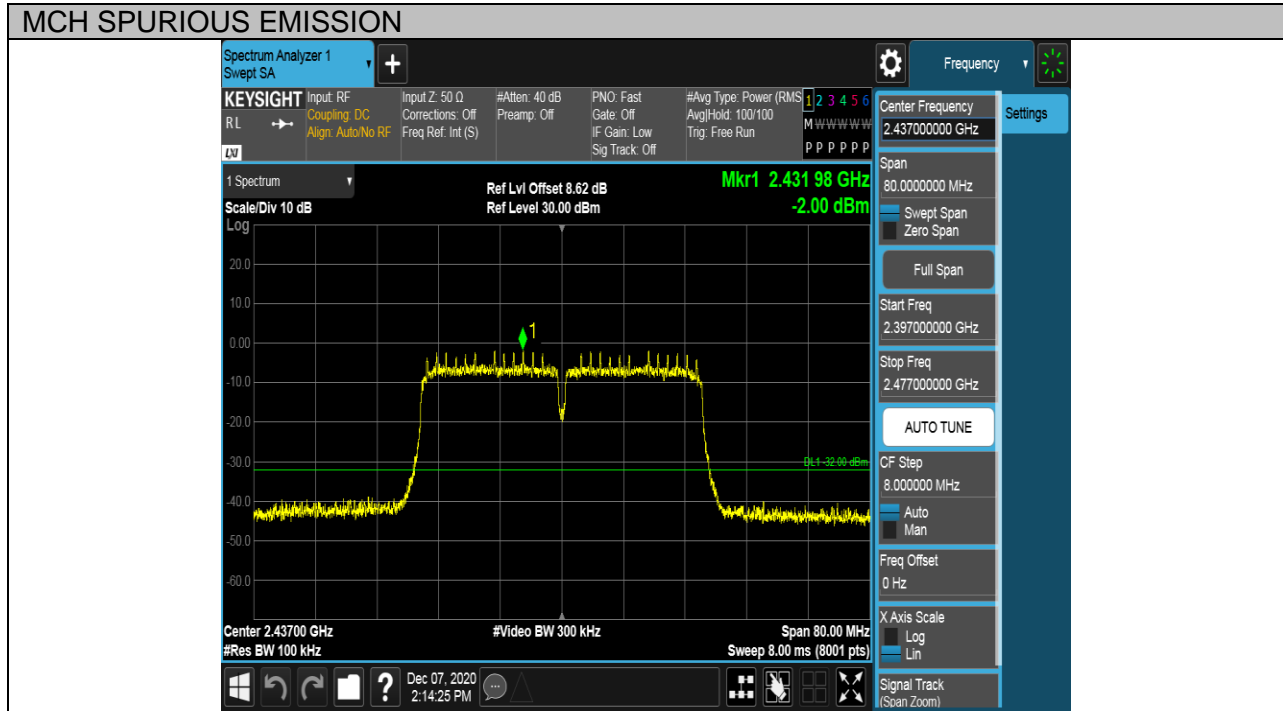 MCH SPURIOUS EMISSION
Spectrum Analyzer 1
Swept SA
+
Frequency
KEYSIGHT
RL
LXI
Input: RF
Coupling: DC
Align: Auto/No RF
Input Z: 50 Ω
Corrections: Off
Freq Ref: Int (S)
#Atten: 40 dB
Preamp: Off
PNO: Fast
Gate: Off
IF Gain: Low
Sig Track: Off
#Avg Type: Power (RMS
Avg|Hold: 100/100
Trig: Free Run
1 2 3 4 5 6
M W W W W W
P P P P P P
Center Frequency
2.437000000 GHz
Settings
1 Spectrum
Scale/Div 10 dB
Log
Ref Lvl Offset 8.62 dB
Ref Level 30.00 dBm
Mkr1 2.431 98 GHz
-2.00 dBm
20.0
10.0
0.00
-10.0
-20.0
-30.0
-40.0
-50.0
-60.0
1
DL1 -32.00 dBm
Span
80.0000000 MHz
Swept Span
Zero Span
Full Span
Start Freq
2.397000000 GHz
Stop Freq
2.477000000 GHz
AUTO TUNE
CF Step
8.000000 MHz
Auto
Man
Freq Offset
0 Hz
X Axis Scale
Log
Lin
Signal Track
(Span Zoom)
Center 2.43700 GHz
#Res BW 100 kHz
#Video BW 300 kHz
Span 80.00 MHz
Sweep 8.00 ms (8001 pts)
?
Dec 07, 2020
2:14:25 PM